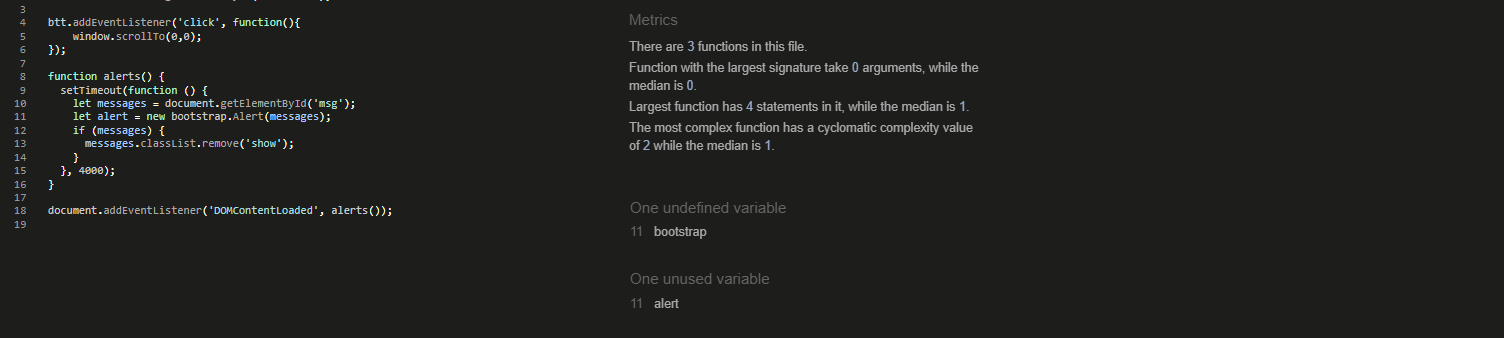 3
4 btt.addEventListener('click', function(){
5 window.scrollTo(0,0);
6 });
7
8 function alerts() {
9 setTimeout(function () {
10 let messages = document.getElementById('msg');
11 let alert = new bootstrap.Alert(messages);
12 if (messages) {
13 messages.classList.remove('show');
14 }
15 }, 4000);
16 }
17
18 document.addEventListener('DOMContentLoaded', alerts());
19
Metrics
There are 3 functions in this file.
Function with the largest signature take 0 arguments, while the
median is 0.
Largest function has 4 statements in it, while the median is 1.
The most complex function has a cyclomatic complexity value
of 2 while the median is 1.
One undefined variable
11 bootstrap
One unused variable
11 alert